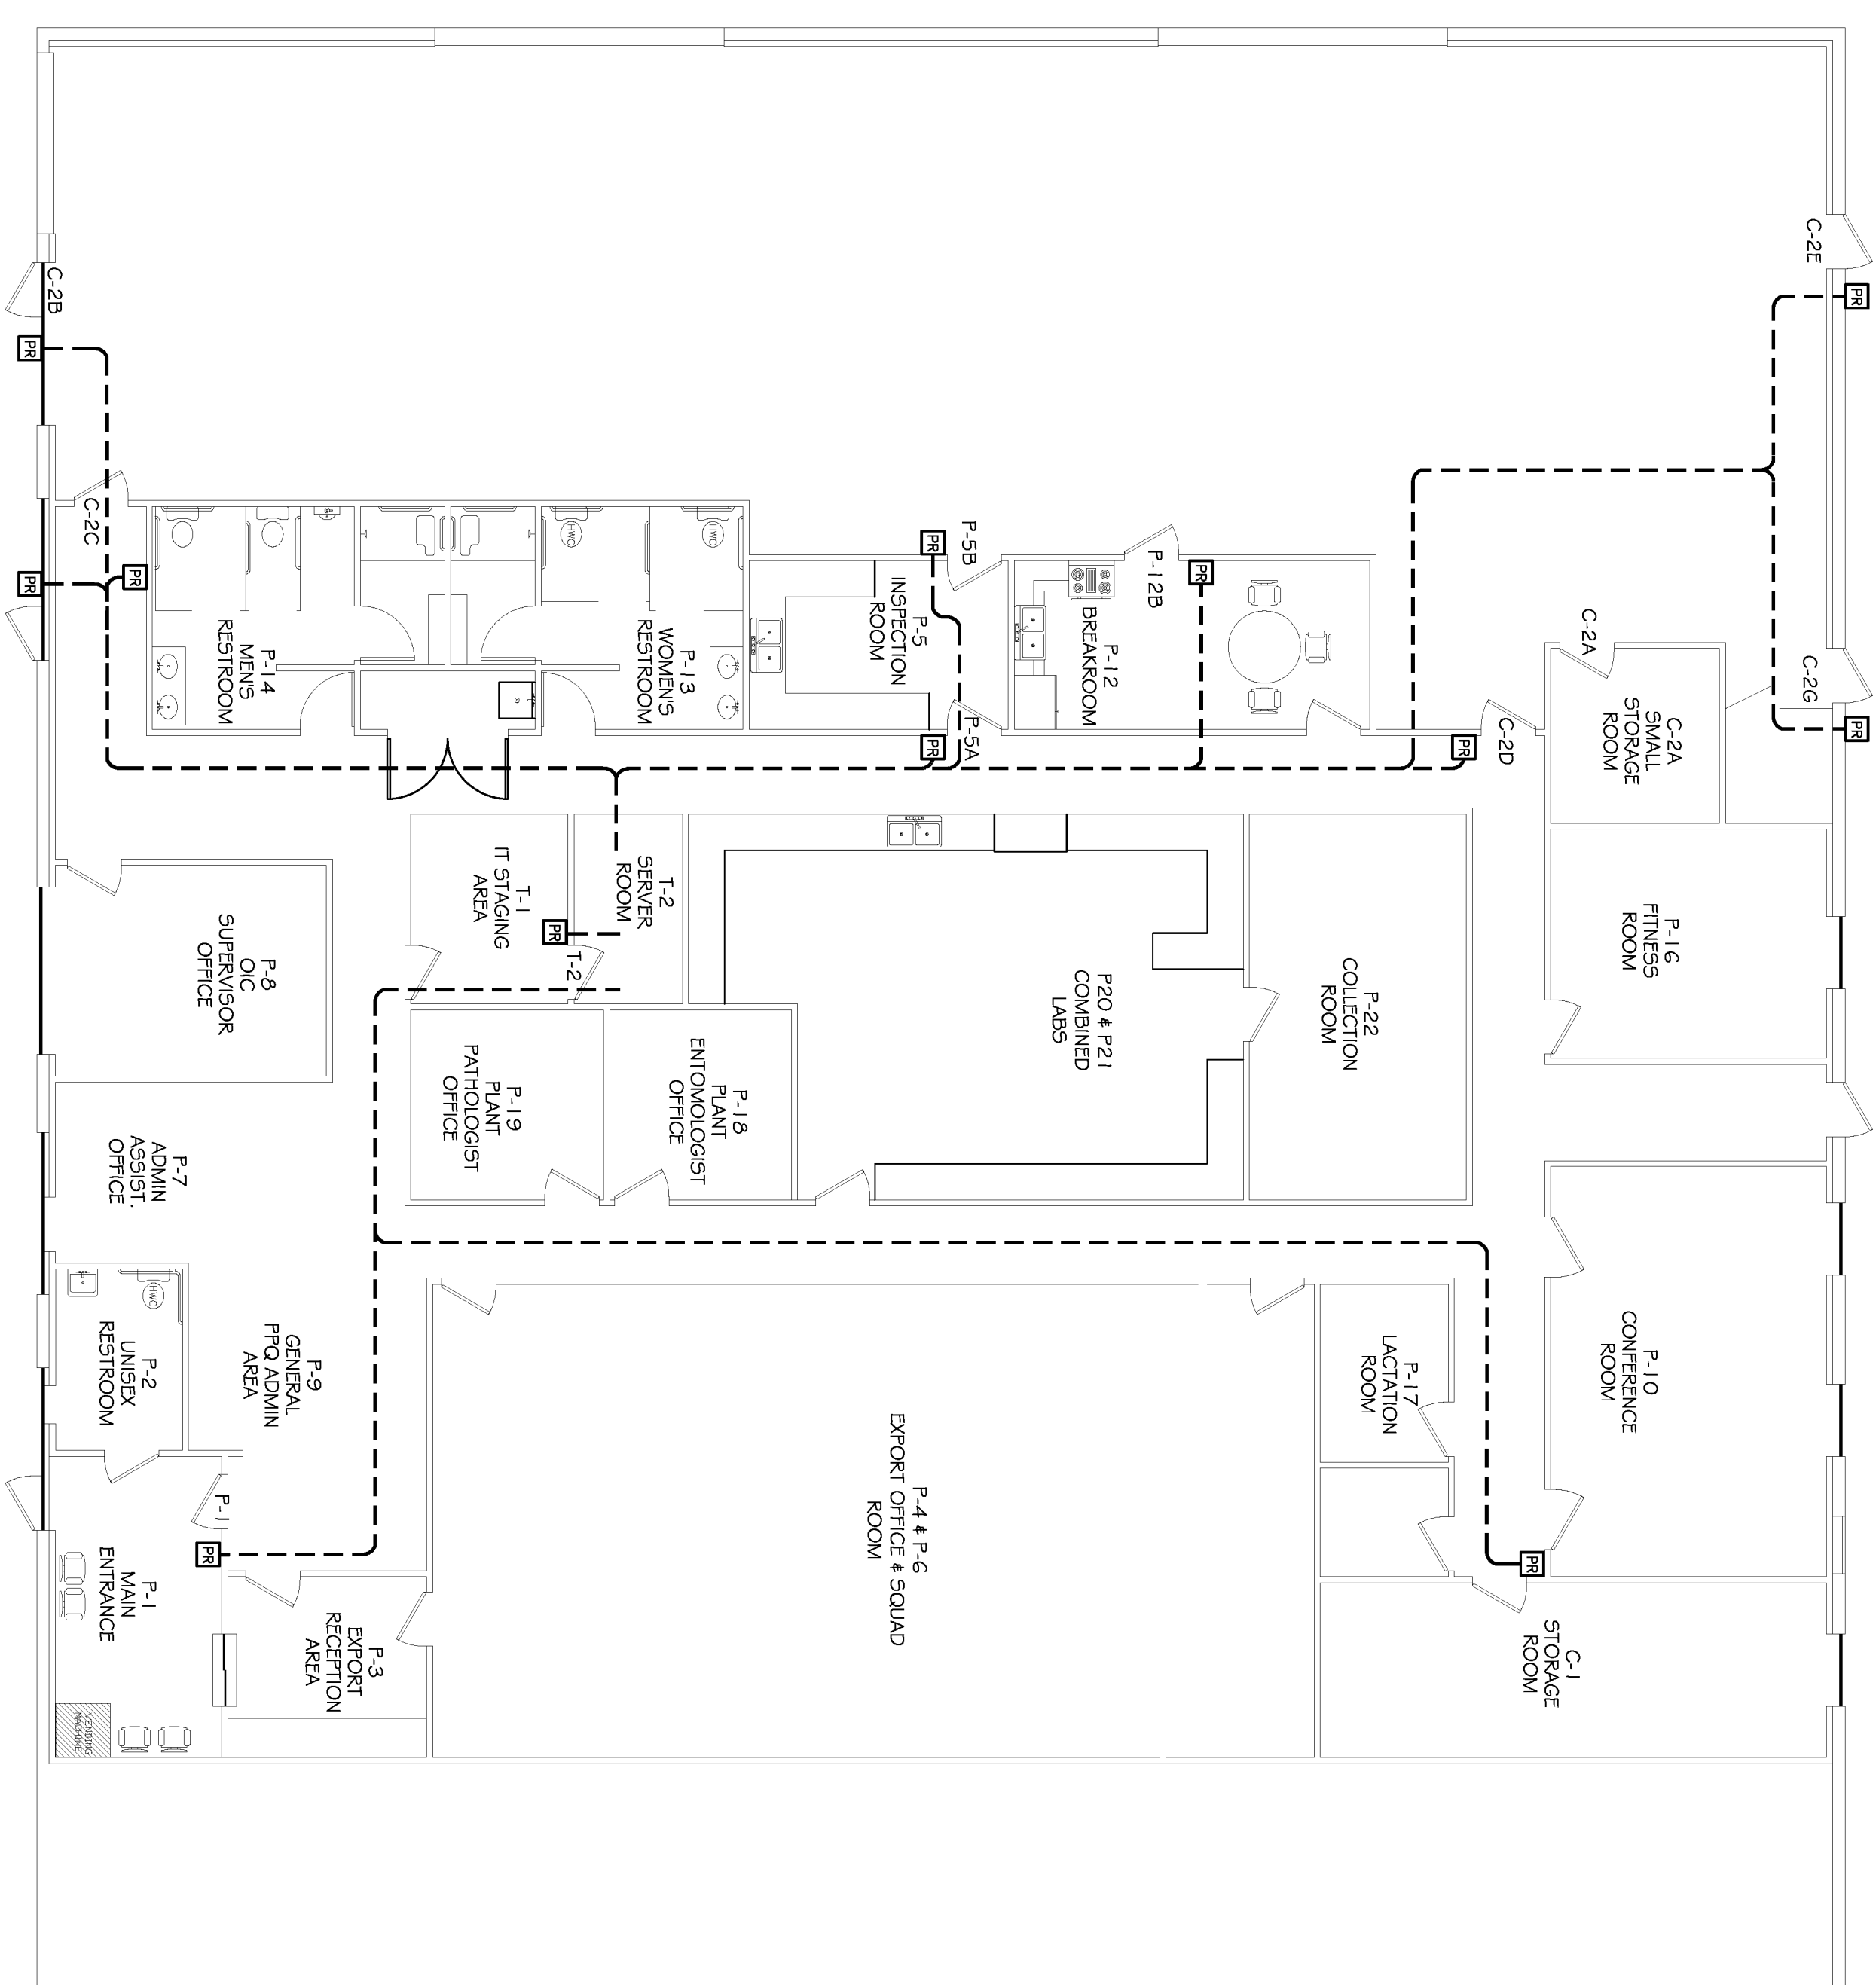 C-2E
PR
C-2B
PR
C-2C
PR
PR
HWC
HWC
P-14
MEN'S
RESTROOM
P-13
WOMEN'S
RESTROOM
PR
P-5B
P-5
INSPECTION
ROOM
P-5A
PR
P-12B
PR
P-12
BREAKROOM
C-2D
PR
C-2A
C-2A
SMALL
STORAGE
ROOM
C-2G
PR
T-1
IT STAGING
AREA
T-2
SERVER
ROOM
PR
T-2
P20 & P21
COMBINED
LABS
P-22
COLLECTION
ROOM
P-16
FITNESS
ROOM
P-8
OIC
SUPERVISOR
OFFICE
P-19
PLANT
PATHOLOGIST
OFFICE
P-18
PLANT
ENTOMOLOGIST
OFFICE
P-7
ADMIN
ASSIST.
OFFICE
HWC
P-2
UNISEX
RESTROOM
P-9
GENERAL
PPQ ADMIN
AREA
P-17
LACTATION
ROOM
P-10
CONFERENCE
ROOM
P-4 & P-6
EXPORT OFFICE & SQUAD
ROOM
P-1
PR
PR
P-1
MAIN
ENTRANCE
P-3
EXPORT
RECEPTION
AREA
C-1
STORAGE
ROOM
VENDING
MACHINE